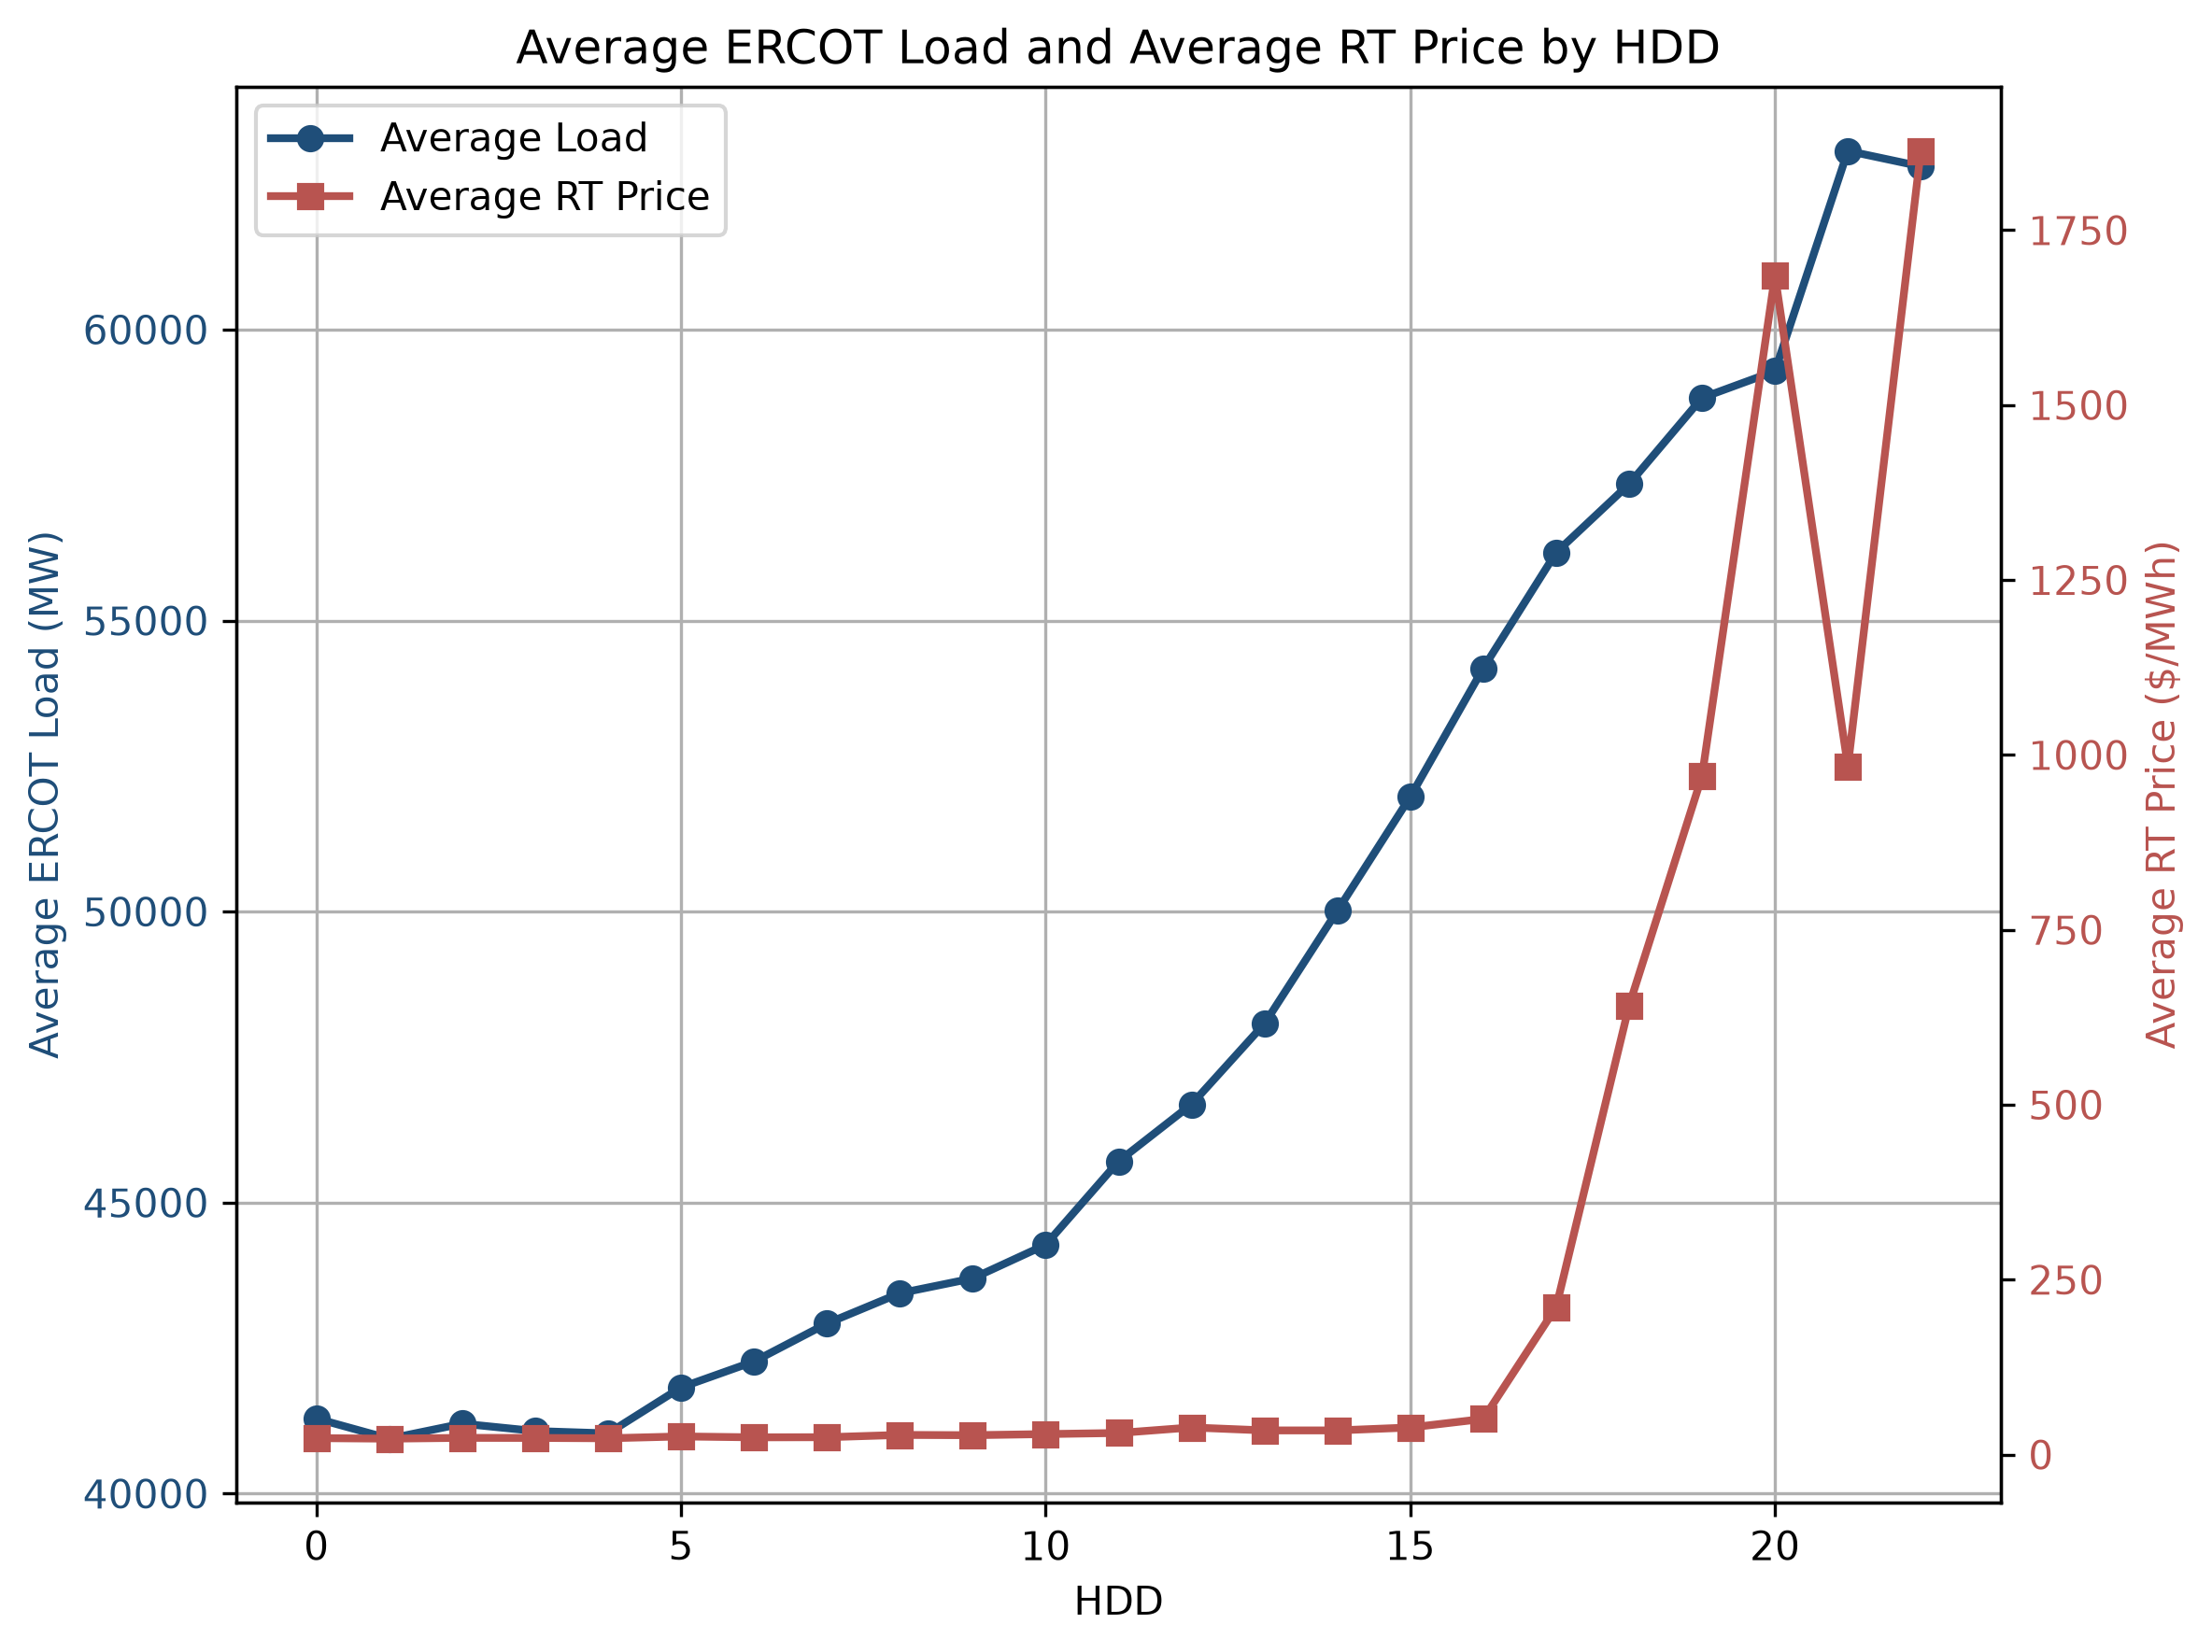 Average ERCOT Load and Average RT Price by HDD
Average Load
Average RT Price
Average ERCOT Load (MW)
60000
55000
50000
45000
40000
1750
1500
1250
1000
750
500
250
0
Average RT Price ($/MWh)
0 5 10 15 20
HDD